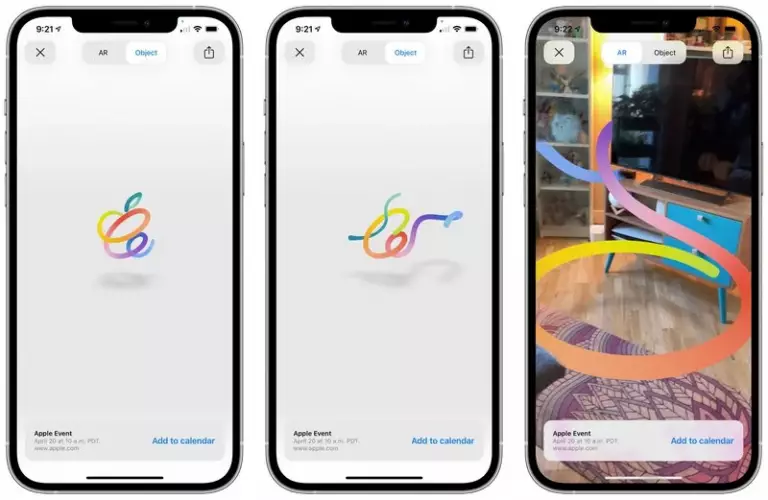 9:21
AR
Object
Apple Event
April 20 at 10 a.m. PDT.
www.apple.com
Add to calendar
9:21
AR
Object
Apple Event
April 20 at 10 a.m. PDT.
www.apple.com
Add to calendar
9:22
AR
Object
Apple Event
April 20 at 10 a.m. PDT.
www.apple.com
Add to calendar